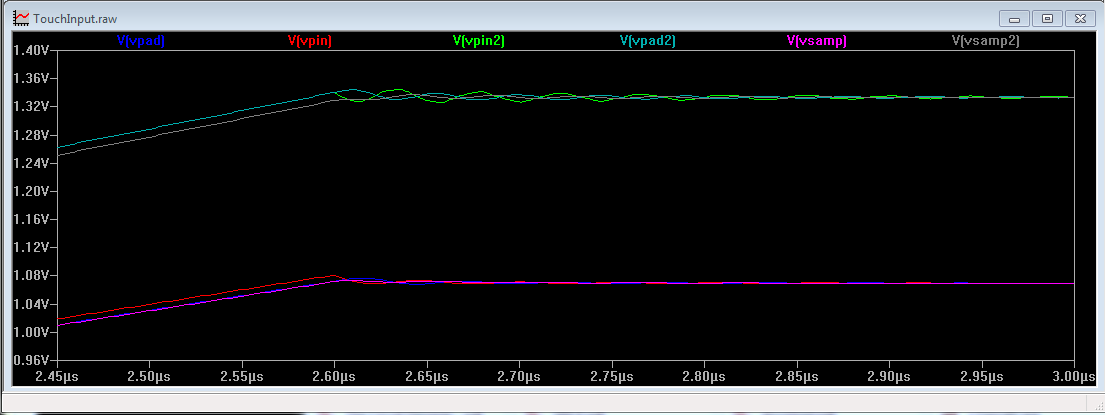 TouchInput.raw
V(vpad) V(vpin) V(vpin2) V(vpad2) V(vsamp) V(vsamp2)
1.40V
1.36V
1.32V
1.28V
1.24V
1.20V
1.16V
1.12V
1.08V
1.04V
1.00V
0.96V
2.45µs 2.50µs 2.55µs 2.60µs 2.65µs 2.70µs 2.75µs 2.80µs 2.85µs 2.90µs 2.95µs 3.00µs